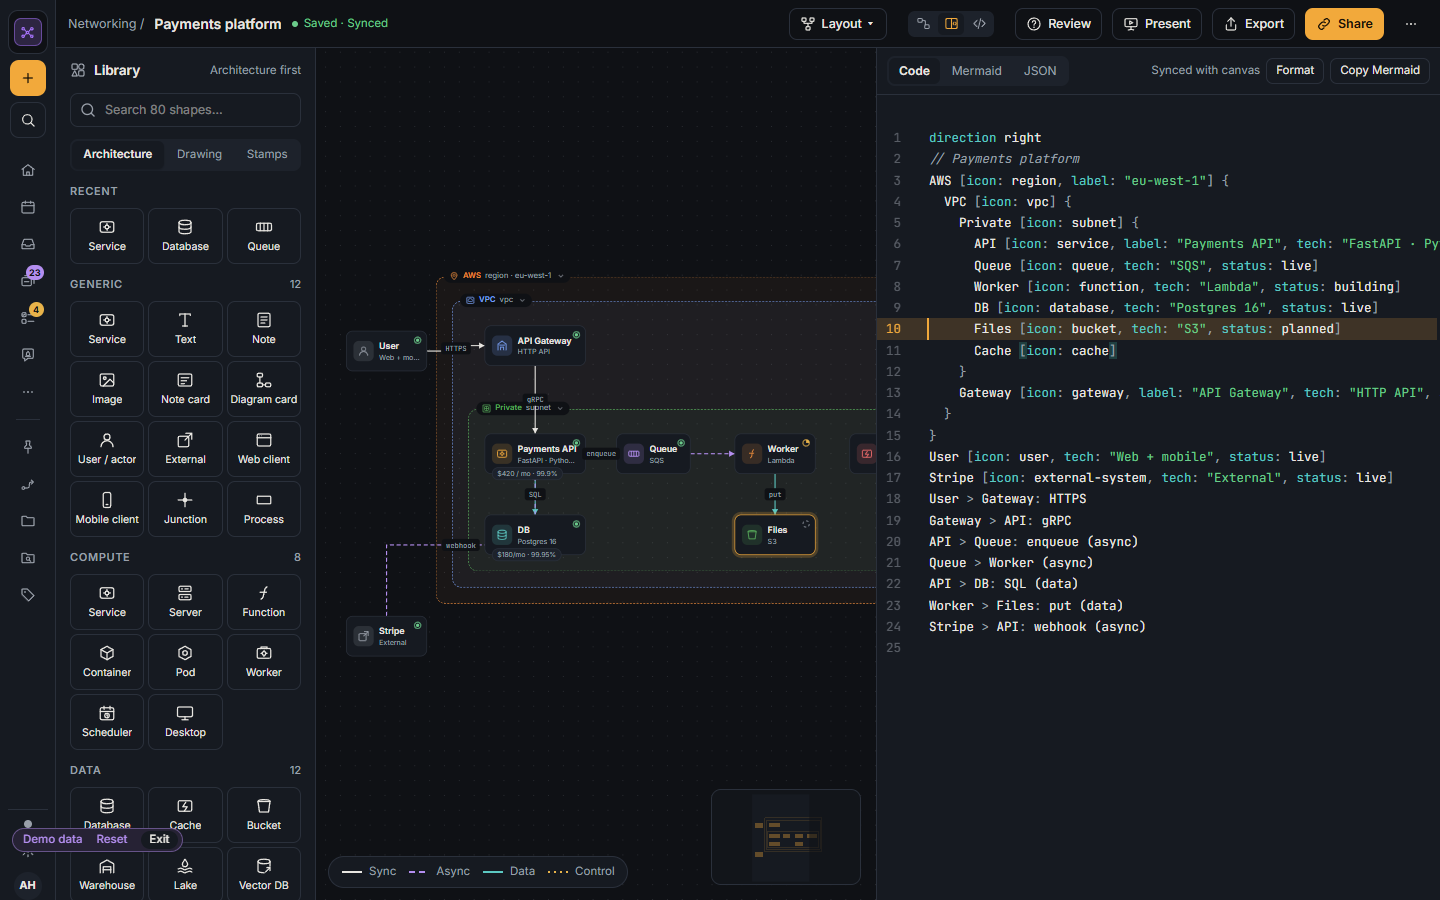 Networking / Payments platform Saved · Synced
Layout
Review
Present
Export
Share
Library
Architecture first
Search 80 shapes...
Architecture
Drawing
Stamps
RECENT
Service
Database
Queue
GENERIC 12
Service
Text
Note
Image
Note card
Diagram card
User / actor
External
Web client
Mobile client
Junction
Process
COMPUTE 8
Service
Server
Function
Container
Pod
Worker
Scheduler
Desktop
DATA 12
Database
Cache
Bucket
Warehouse
Lake
Vector DB
23
4
Demo data Reset Exit
AH
AWS region · eu-west-1
VPC vpc
User
Web + mo...
HTTPS
API Gateway
HTTP API
gRPC
Private subnet
Payments API
FastAPI · Pytho...
$420 / mo · 99.9%
enqueue
Queue
SQS
Worker
Lambda
SQL
put
DB
Postgres 16
$180/mo · 99.95%
Files
S3
webhook
Stripe
External
Sync
Async
Data
Control
Code
Mermaid
JSON
Synced with canvas
Format
Copy Mermaid
1 direction right
2 // Payments platform
3 AWS [icon: region, label: "eu-west-1"] {
4 VPC [icon: vpc] {
5 Private [icon: subnet] {
6 API [icon: service, label: "Payments API", tech: "FastAPI · Py
7 Queue [icon: queue, tech: "SQS", status: live]
8 Worker [icon: function, tech: "Lambda", status: building]
9 DB [icon: database, tech: "Postgres 16", status: live]
10 Files [icon: bucket, tech: "S3", status: planned]
11 Cache [icon: cache]
12 }
13 Gateway [icon: gateway, label: "API Gateway", tech: "HTTP API",
14 }
15 }
16 User [icon: user, tech: "Web + mobile", status: live]
17 Stripe [icon: external-system, tech: "External", status: live]
18 User > Gateway: HTTPS
19 Gateway > API: gRPC
20 API > Queue: enqueue (async)
21 Queue > Worker (async)
22 API > DB: SQL (data)
23 Worker > Files: put (data)
24 Stripe > API: webhook (async)
25